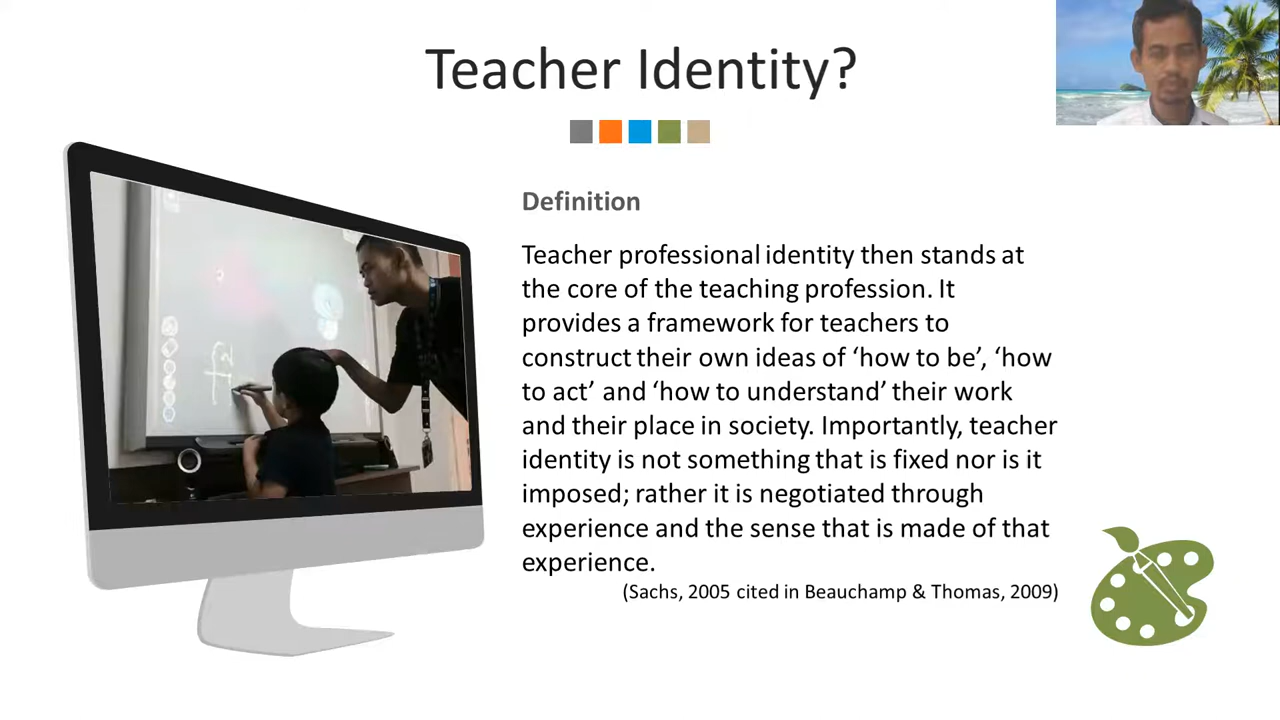 Teacher Identity?
Definition
Teacher professional identity then stands at
the core of the teaching profession. It
provides a framework for teachers to
construct their own ideas of ‘how to be’, ‘how
to act’ and ‘how to understand’ their work
and their place in society. Importantly, teacher
identity is not something that is fixed nor is it
imposed; rather it is negotiated through
experience and the sense that is made of that
experience.
(Sachs, 2005 cited in Beauchamp & Thomas, 2009)